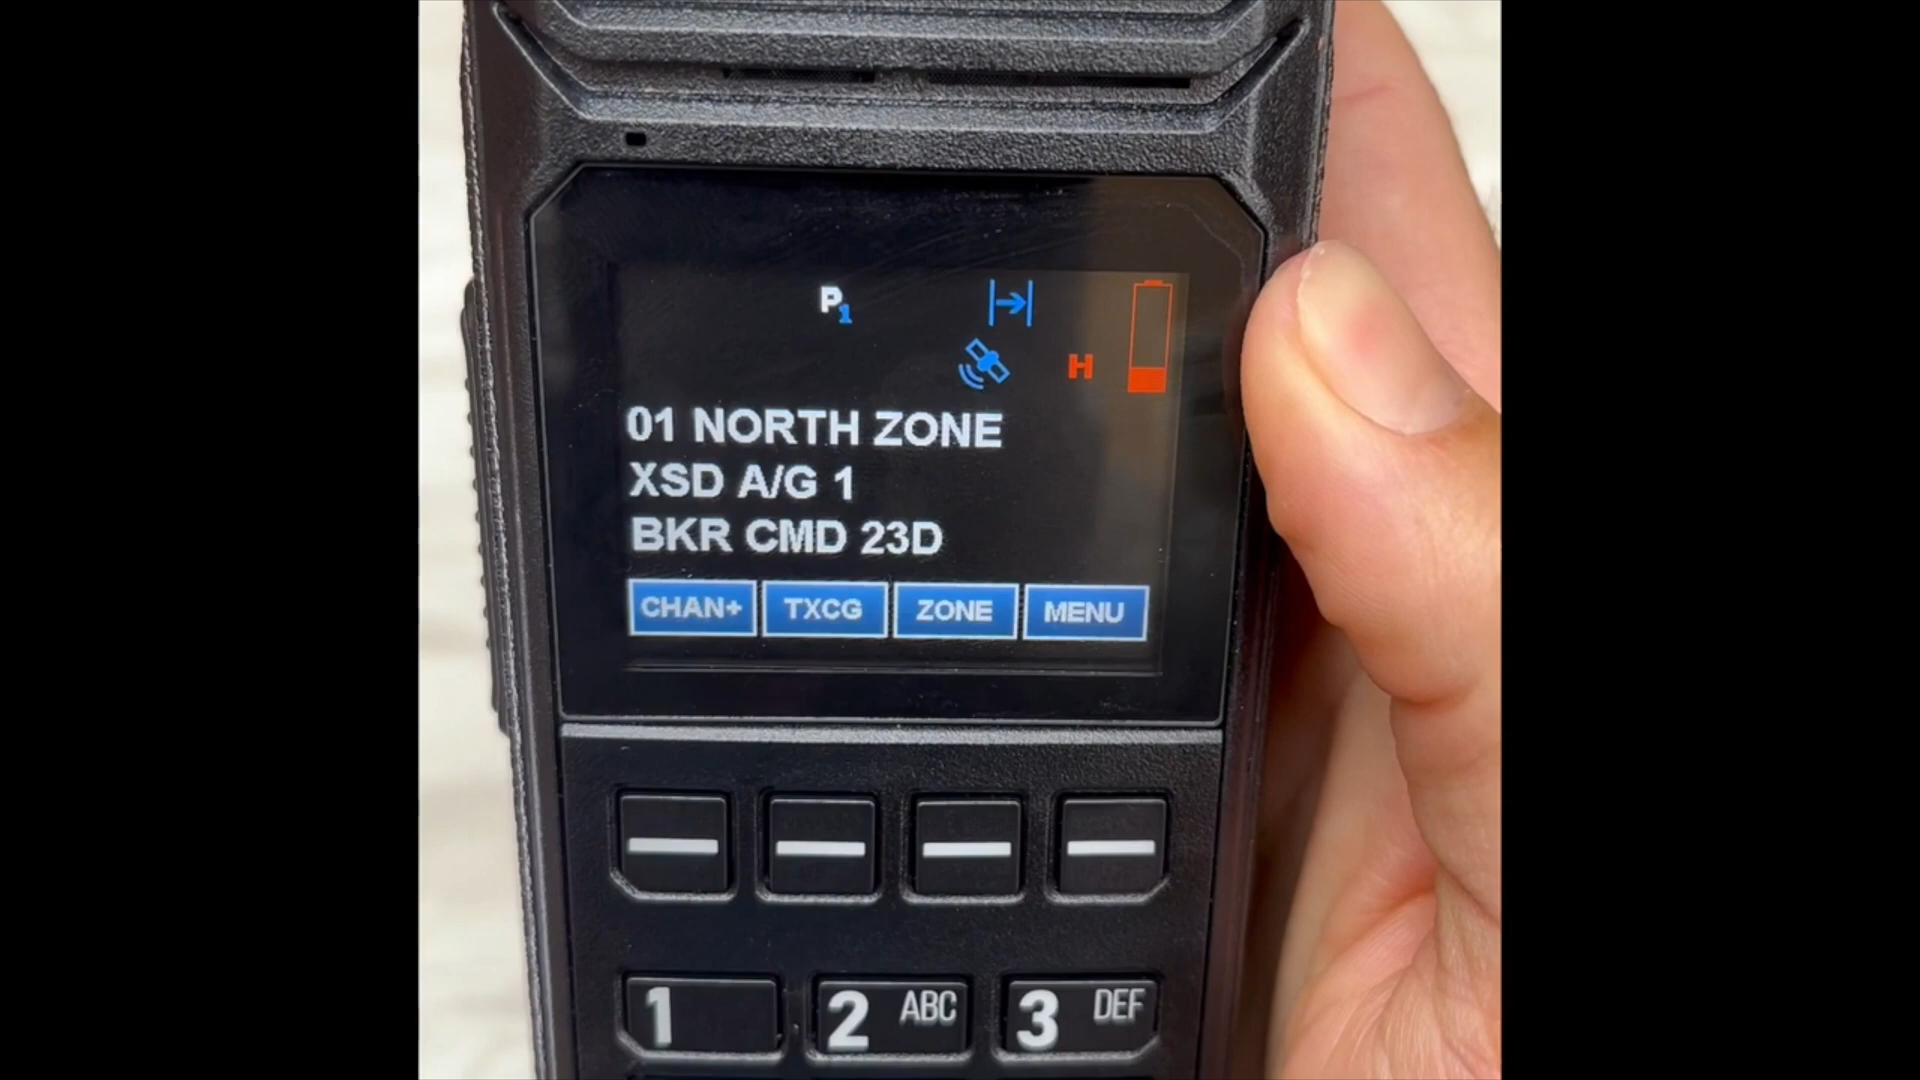 P1
H
01 NORTH ZONE
XSD A/G 1
BKR CMD 23D
CHAN+ TXCG ZONE MENU
1 2 ABC 3 DEF